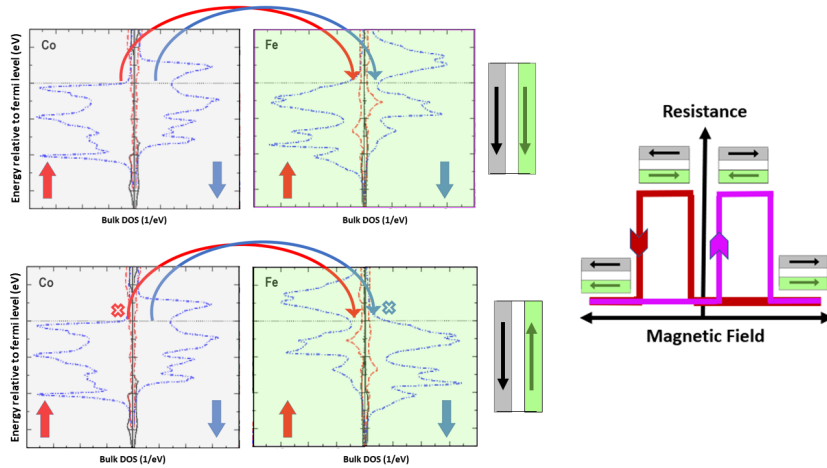 Energy relative to fermi level (eV)
Co
Fe
Bulk DOS (1/eV)
Bulk DOS (1/eV)
Energy relative to fermi level (eV)
Co
Fe
Bulk DOS (1/eV)
Bulk DOS (1/eV)
Resistance
Magnetic Field